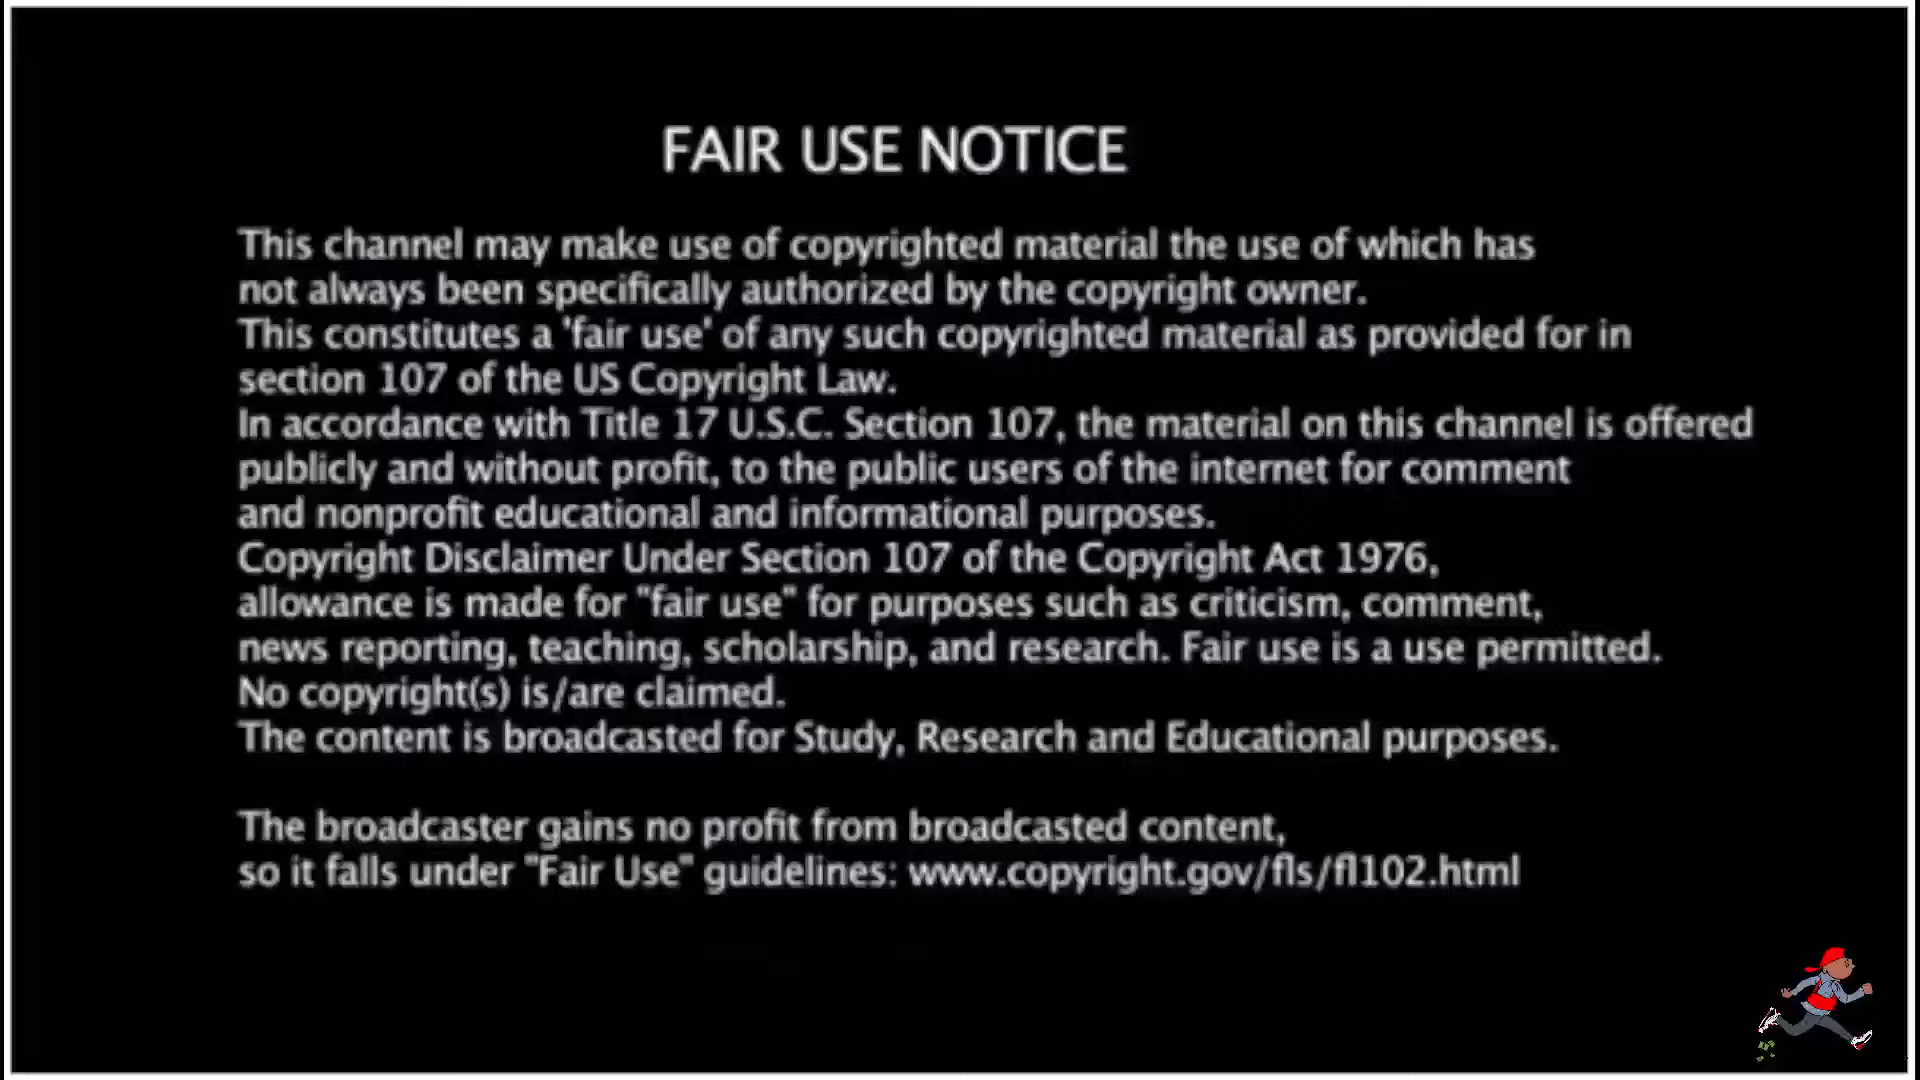 FAIR USE NOTICE
This channel may make use of copyrighted material the use of which has
not always been specifically authorized by the copyright owner.
This constitutes a 'fair use' of any such copyrighted material as provided for in
section 107 of the US Copyright Law.
In accordance with Title 17 U.S.C. Section 107, the material on this channel is offered
publicly and without profit, to the public users of the internet for comment
and nonprofit educational and informational purposes.
Copyright Disclaimer Under Section 107 of the Copyright Act 1976,
allowance is made for "fair use" for purposes such as criticism, comment,
news reporting, teaching, scholarship, and research. Fair use is a use permitted.
No copyright(s) is/are claimed.
The content is broadcasted for Study, Research and Educational purposes.
The broadcaster gains no profit from broadcasted content,
so it falls under "Fair Use" guidelines: www.copyright.gov/fls/fl102.html